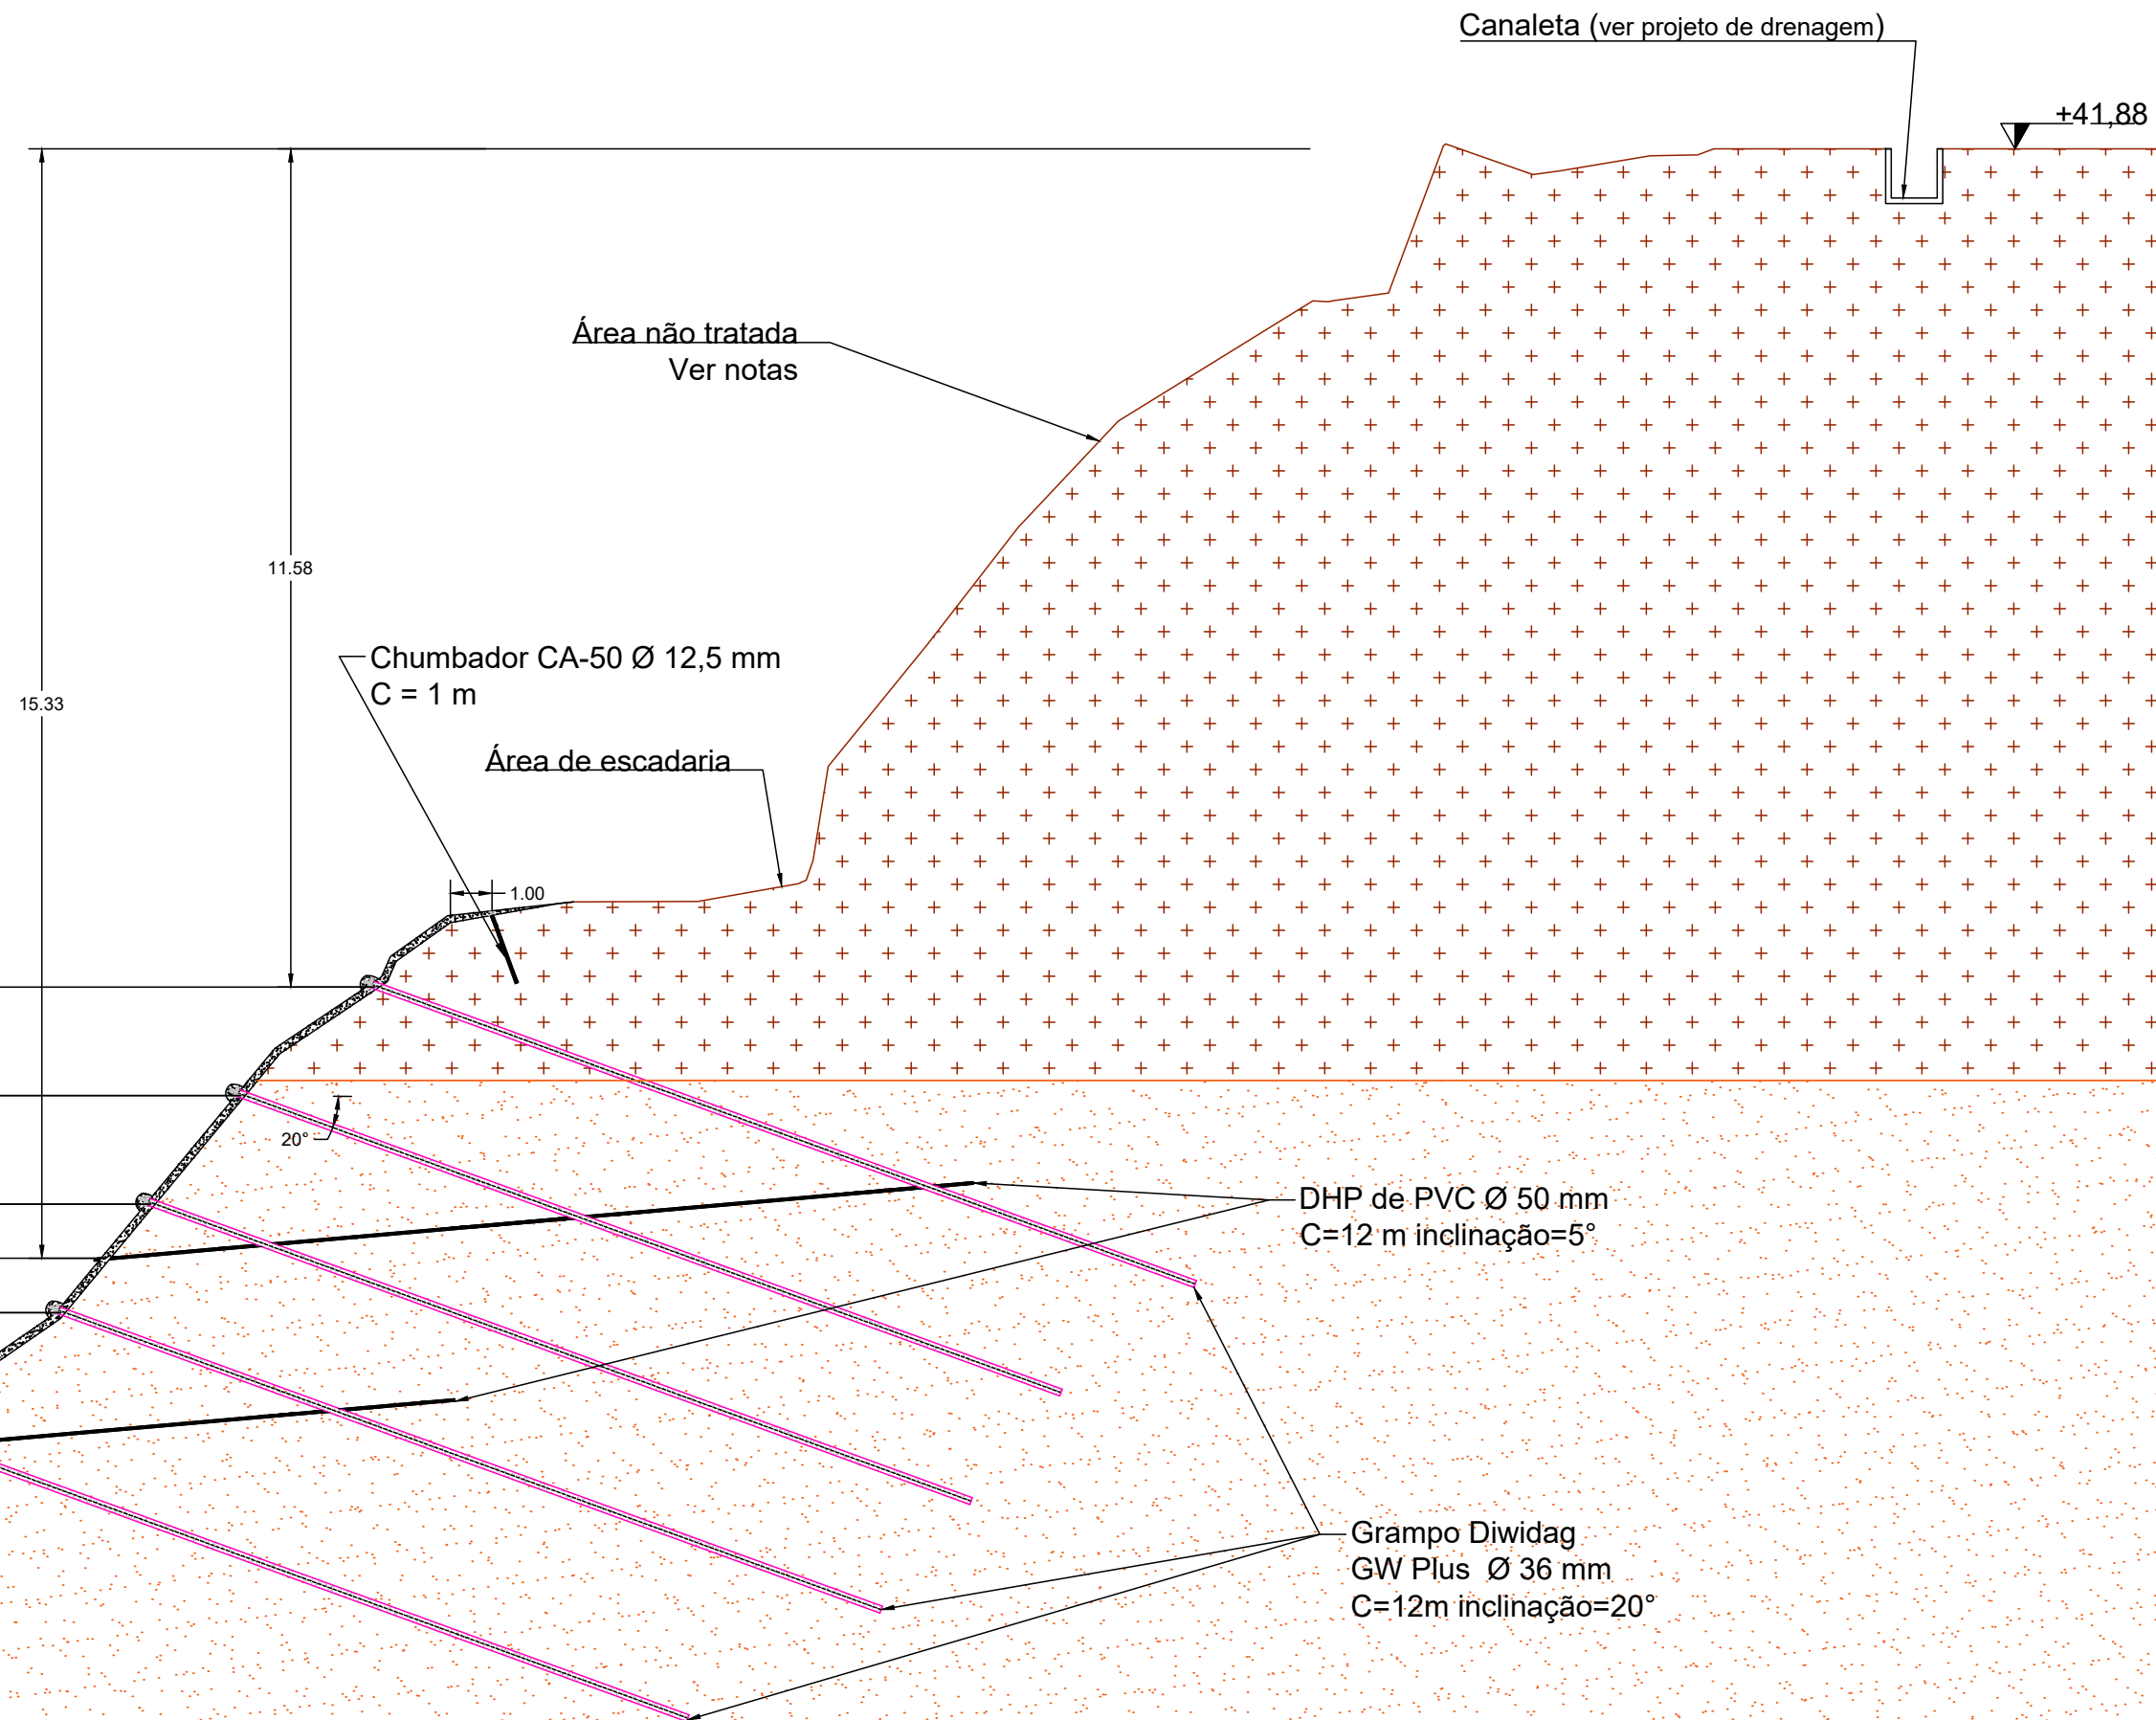 Canaleta (ver projeto de drenagem)
+41,88
Área não tratada
Ver notas
11.58
Chumbador CA-50 Ø 12,5 mm
C = 1 m
15.33
Área de escadaria
1.00
20°
DHP de PVC Ø 50 mm
C=12 m inclinação=5°
Grampo Diwidag
GW Plus Ø 36 mm
C=12m inclinação=20°